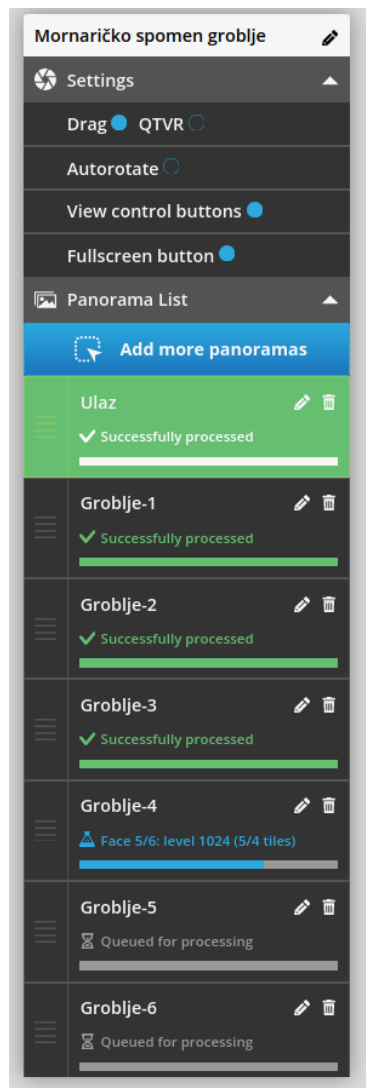 Mornaričko spomen groblje
Settings
Drag QTVR
Autorotate
View control buttons
Fullscreen button
Panorama List
Add more panoramas
Ulaz
Successfully processed
Groblje-1
Successfully processed
Groblje-2
Successfully processed
Groblje-3
Successfully processed
Groblje-4
Face 5/6: level 1024 (5/4 tiles)
Groblje-5
Queued for processing
Groblje-6
Queued for processing